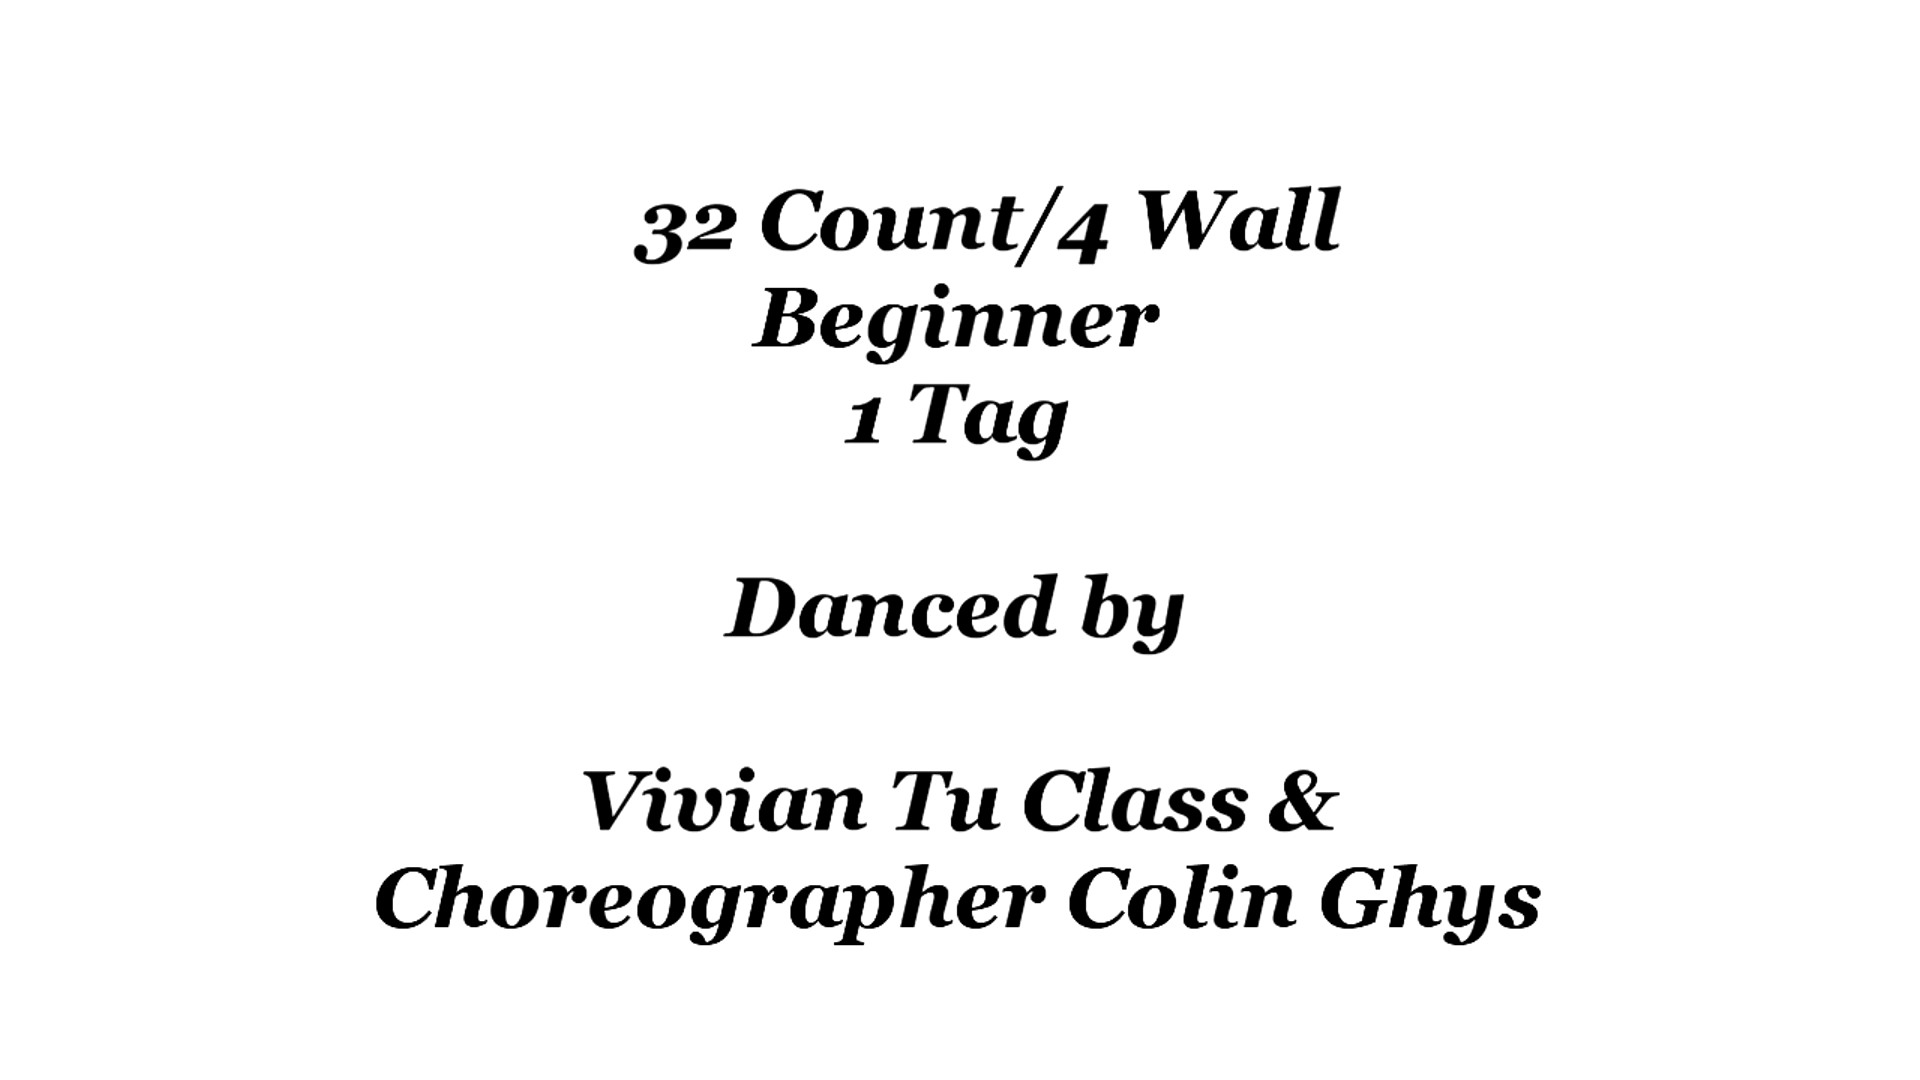 32 Count/4 Wall
Beginner
1 Tag
Danced by
Vivian Tu Class &
Choreographer Colin Ghys